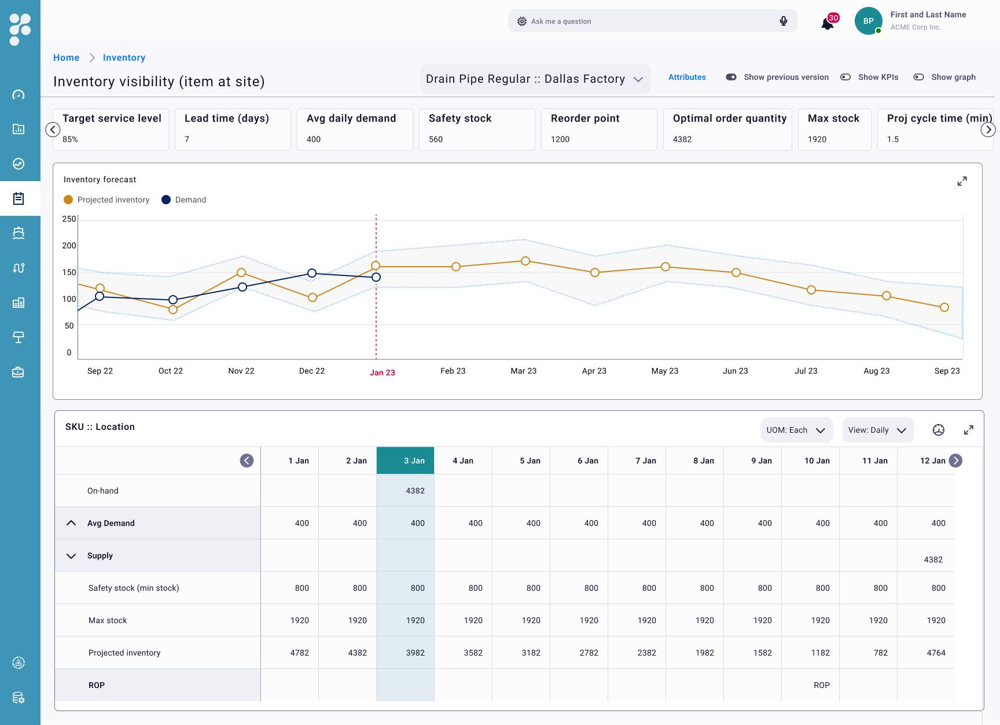 Ask me a question
30
BP
First and Last Name
ACME Corp Inc.
Home
Inventory
Inventory visibility (item at site)
Drain Pipe Regular :: Dallas Factory
Attributes
Show previous version
Show KPIs
Show graph
Target service level
85%
Lead time (days)
7
Avg daily demand
400
Safety stock
560
Reorder point
1200
Optimal order quantity
4382
Max stock
1920
Proj cycle time (min)
1.5
Inventory forecast
Projected inventory
Demand
250
200
150
100
50
0
Sep 22 Oct 22 Nov 22 Dec 22 Jan 23 Feb 23 Mar 23 Apr 23 May 23 Jun 23 Jul 23 Aug 23 Sep 23
SKU :: Location
UOM: Each
View: Daily
1 Jan 2 Jan 3 Jan 4 Jan 5 Jan 6 Jan 7 Jan 8 Jan 9 Jan 10 Jan 11 Jan 12 Jan
On-hand 4382
Avg Demand 400 400 400 400 400 400 400 400 400 400 400 400
Supply 4382
Safety stock (min stock) 800 800 800 800 800 800 800 800 800 800 800 800
Max stock 1920 1920 1920 1920 1920 1920 1920 1920 1920 1920 1920 1920
Projected inventory 4782 4382 3982 3582 3182 2782 2382 1982 1582 1182 782 4764
ROP ROP